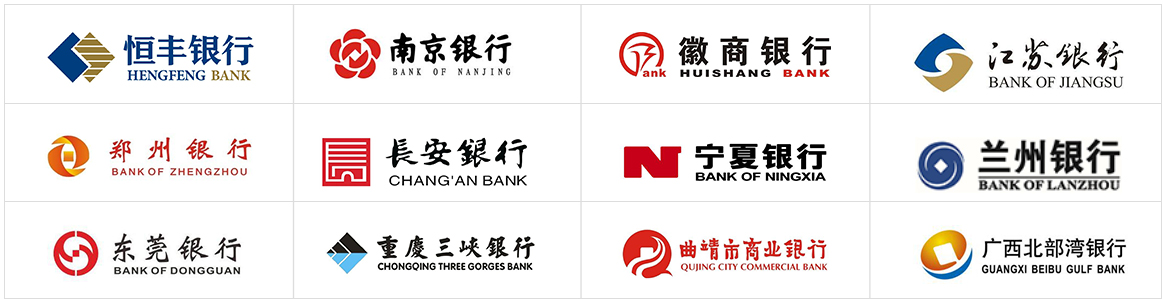 恒丰银行
HENGFENG BANK
南京银行
BANK OF NANJING
徽商银行
ank
HUISHANG BANK
江苏银行
BANK OF JIANGSU
郑州银行
BANK OF ZHENGZHOU
長安銀行
CHANG'AN BANK
宁夏银行
BANK OF NINGXIA
兰州银行
BANK OF LANZHOU
东莞银行
BANK OF DONGGUAN
重慶三峡銀行
CHONGQING THREE GORGES BANK
曲靖市商业银行
QUJING CITY COMMERCIAL BANK
广西北部湾银行
GUANGXI BEIBU GULF BANK